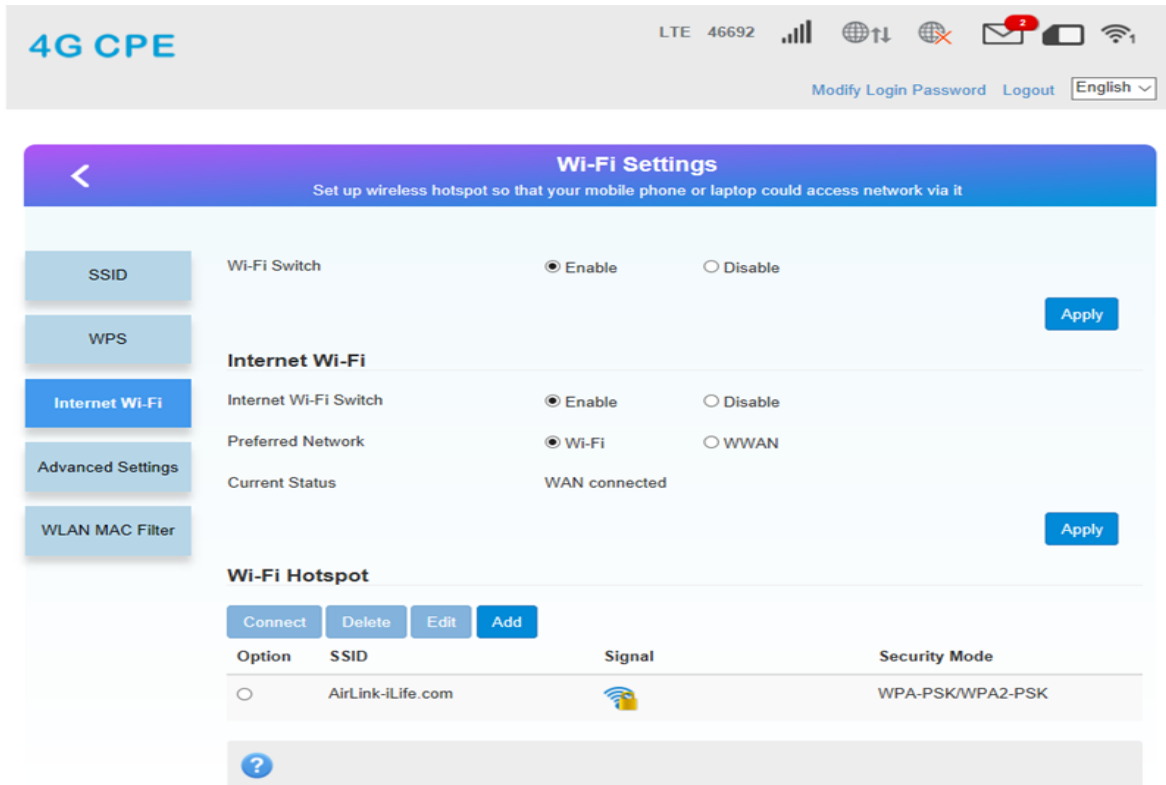 4G CPE
LTE 46692
2
1
Modify Login Password Logout English
Wi-Fi Settings
Set up wireless hotspot so that your mobile phone or laptop could access network via it
SSID
WPS
Internet Wi-Fi
Advanced Settings
WLAN MAC Filter
Wi-Fi Switch Enable Disable
Apply
Internet Wi-Fi
Internet Wi-Fi Switch Enable Disable
Preferred Network Wi-Fi WWAN
Current Status WAN connected
Apply
Wi-Fi Hotspot
Connect Delete Edit Add
Option SSID Signal Security Mode
AirLink-iLife.com WPA-PSK/WPA2-PSK
?